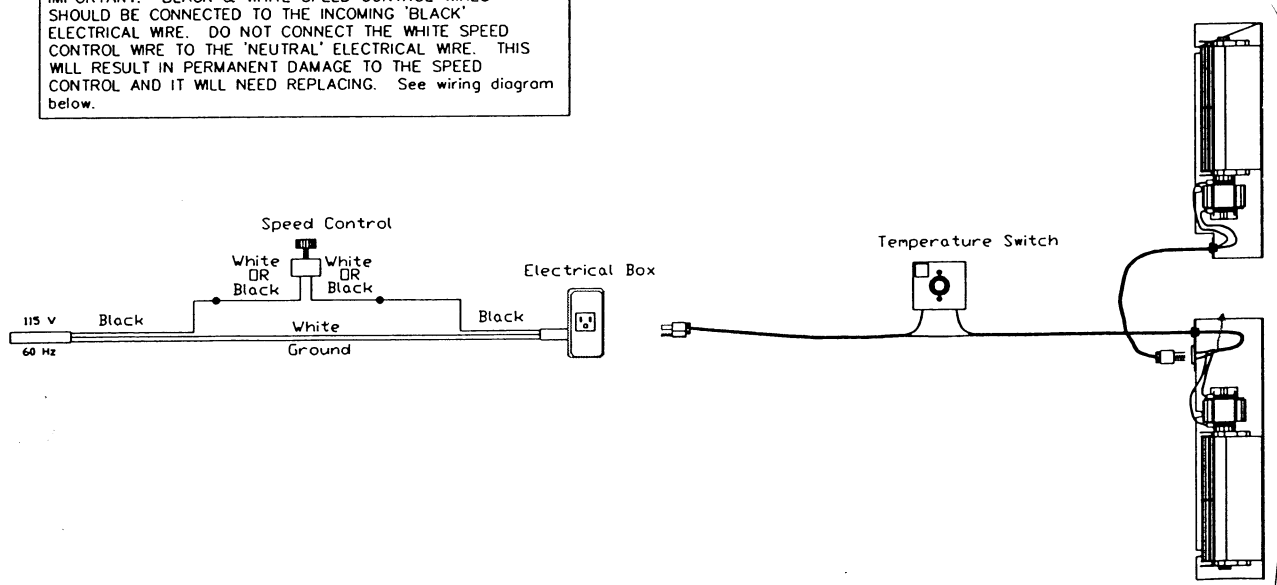 SHOULD BE CONNECTED TO THE INCOMING 'BLACK'
ELECTRICAL WIRE. DO NOT CONNECT THE WHITE SPEED
CONTROL WIRE TO THE 'NEUTRAL' ELECTRICAL WIRE. THIS
WILL RESULT IN PERMANENT DAMAGE TO THE SPEED
CONTROL AND IT WILL NEED REPLACING. See wiring diagram
below.
Speed Control
White OR Black
White OR Black
Electrical Box
Temperature Switch
115 V
60 Hz
Black
White
Ground
Black